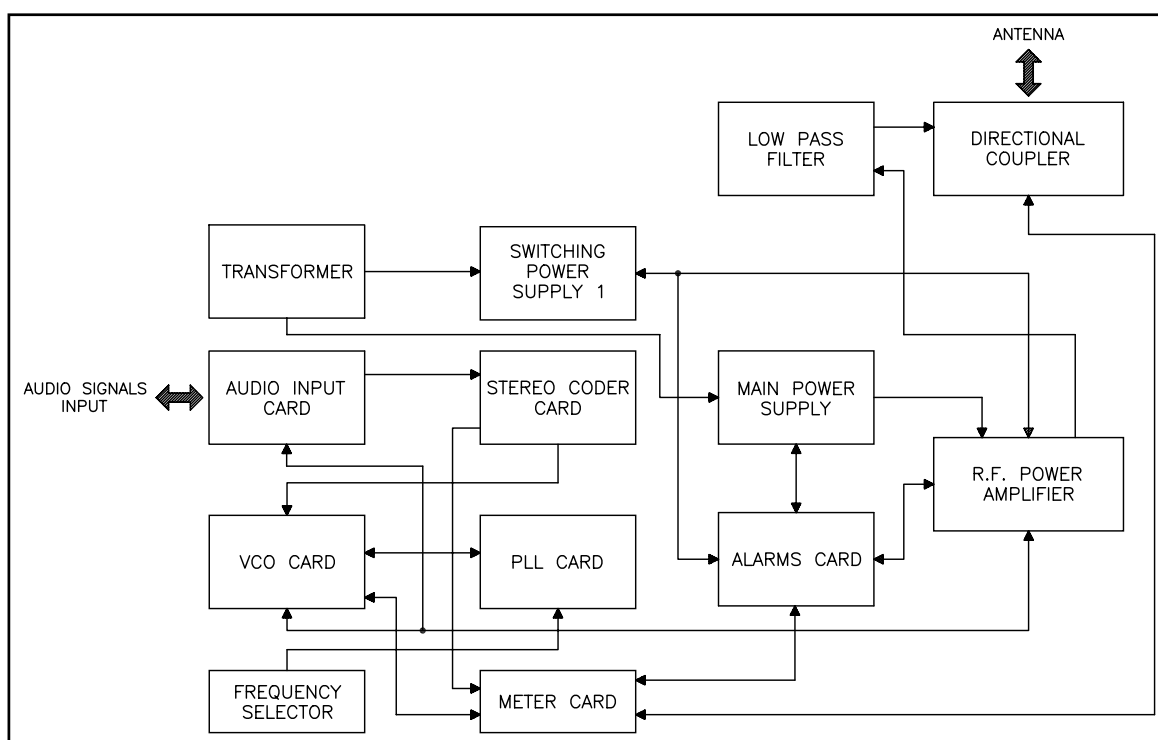 ANTENNA
LOW PASS
FILTER
DIRECTIONAL
COUPLER
TRANSFORMER
SWITCHING
POWER
SUPPLY 1
AUDIO SIGNALS
INPUT
AUDIO INPUT
CARD
STEREO CODER
CARD
MAIN POWER
SUPPLY
R.F. POWER
AMPLIFIER
VCO CARD
PLL CARD
ALARMS CARD
FREQUENCY
SELECTOR
METER CARD